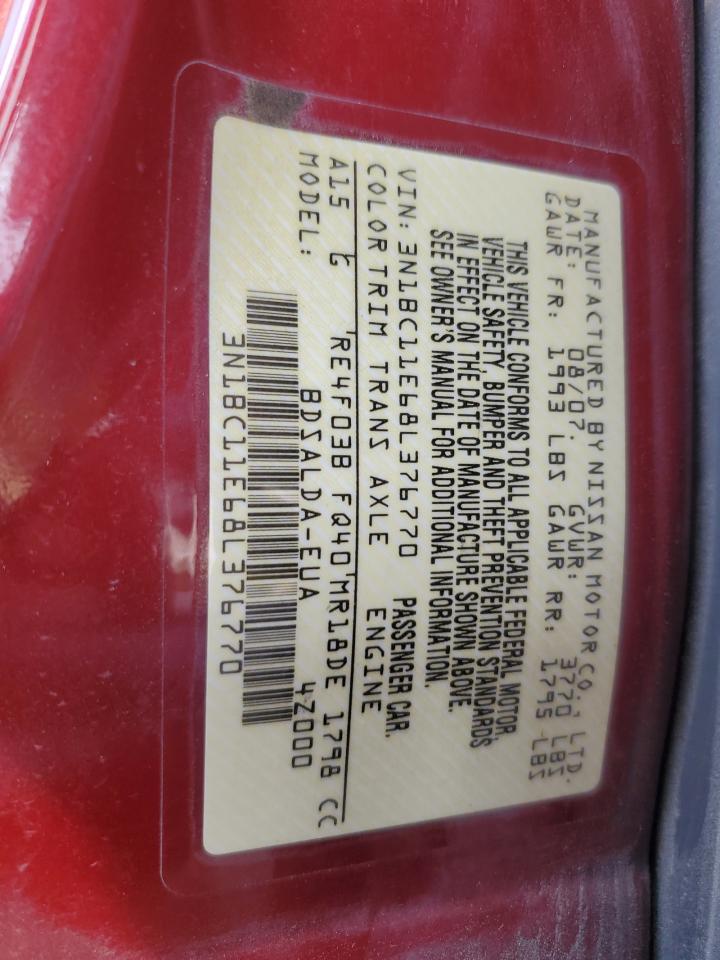 MANUFACTURED BY NISSAN MOTOR CO., LTD.
DATE: 08/07. GVWR: 3770 LBS
GAWR FR: 1993 LBS GAWR RR: 1795 LBS
THIS VEHICLE CONFORMS TO ALL APPLICABLE FEDERAL MOTOR
VEHICLE SAFETY, BUMPER AND THEFT PREVENTION STANDARDS
IN EFFECT ON THE DATE OF MANUFACTURE SHOWN ABOVE.
SEE OWNER'S MANUAL FOR ADDITIONAL INFORMATION.
VIN: 3N1BC11E68L376770 PASSENGER CAR.
COLOR TRIM TRANS AXLE ENGINE
A15 G RE4F03B FQ40 MR18DE 1798 CC
MODEL: BDSALDA-EUA 4Z000
3N1BC11E68L376770